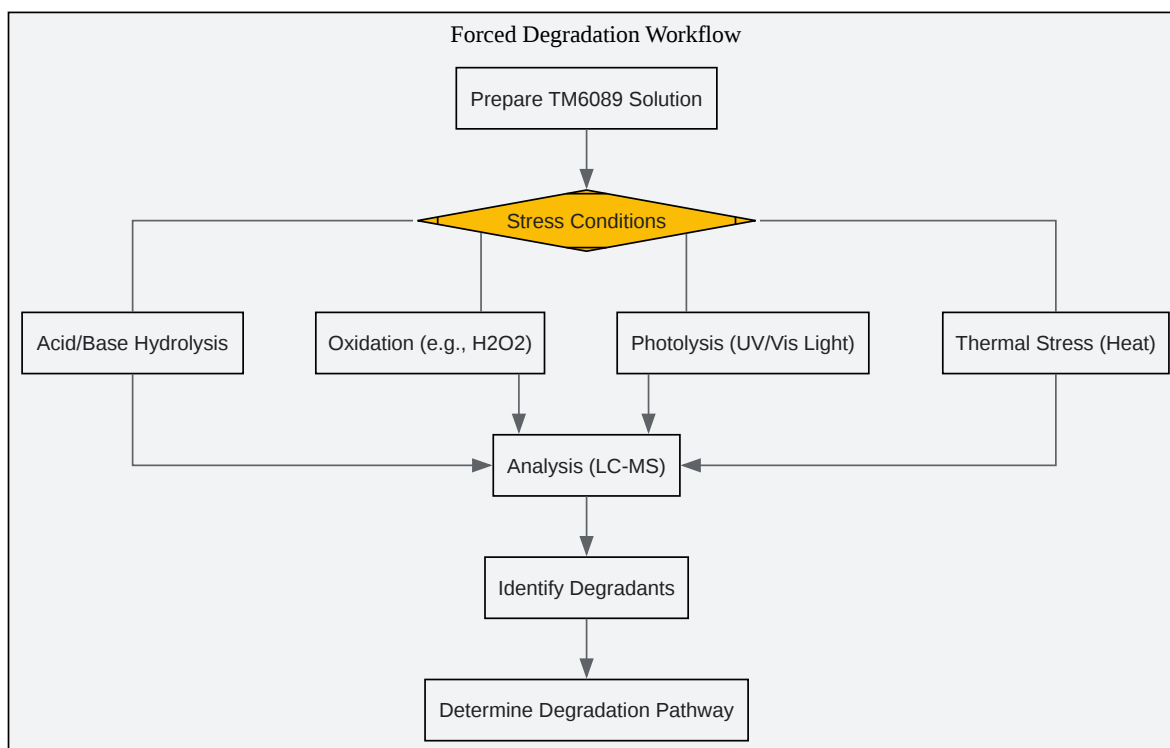 Forced Degradation Workflow
Prepare TM6089 Solution
Stress Conditions
Acid/Base Hydrolysis
Oxidation (e.g., H2O2)
Photolysis (UV/Vis Light)
Thermal Stress (Heat)
Analysis (LC-MS)
Identify Degradants
Determine Degradation Pathway